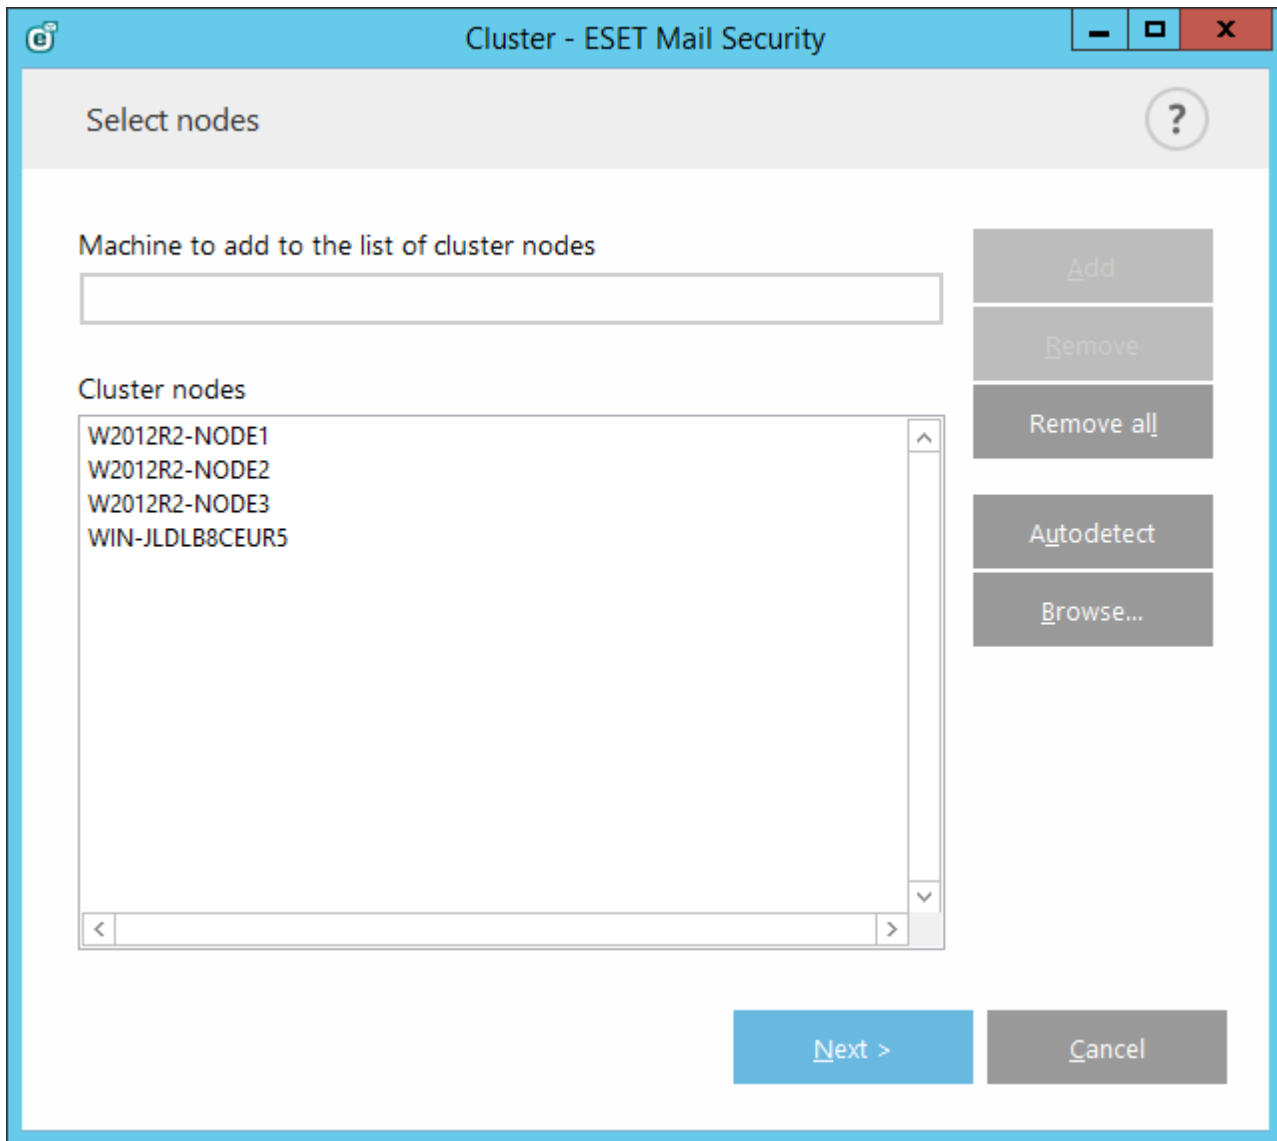 Cluster - ESET Mail Security
Select nodes
?
Machine to add to the list of cluster nodes
Add
Remove
Cluster nodes
Remove all
W2012R2-NODE1
W2012R2-NODE2
W2012R2-NODE3
WIN-JLDLB8CEUR5
Autodetect
Browse...
Next >
Cancel